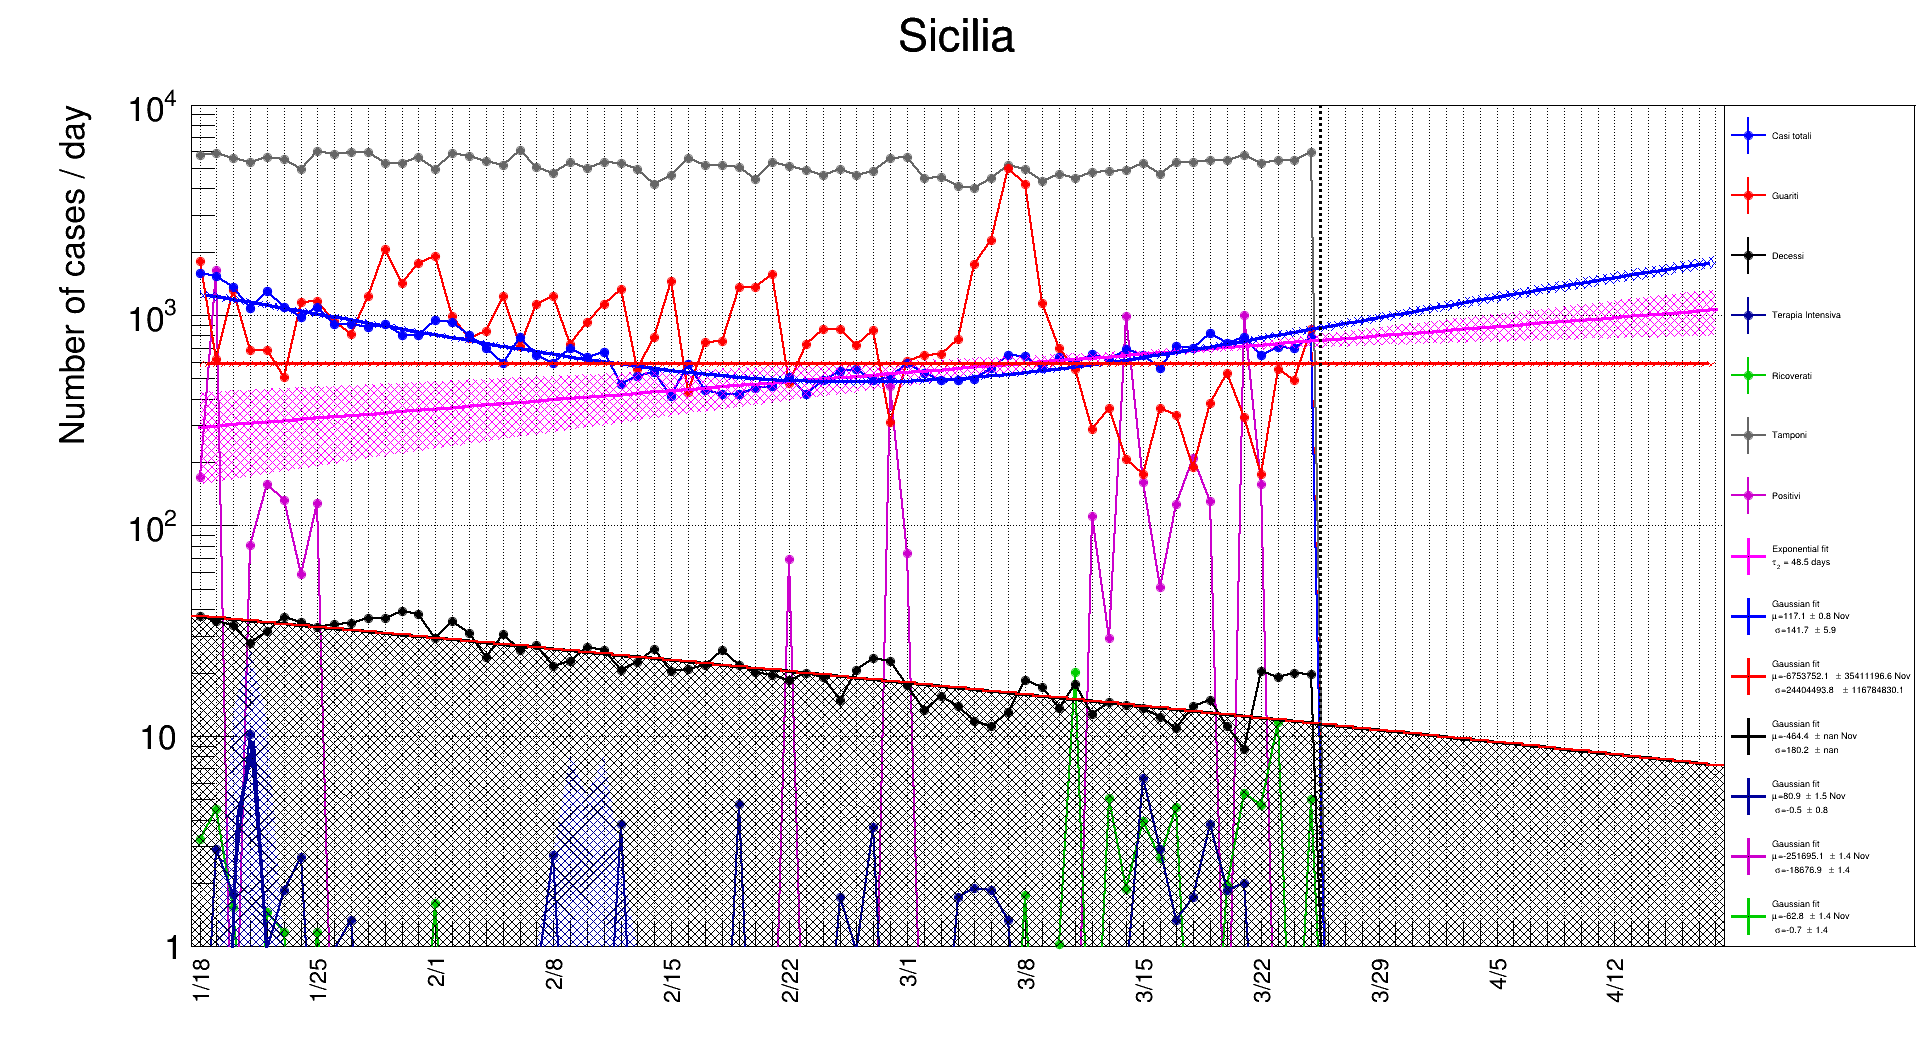 Sicilia
Number of cases / day
10^4
10^3
10^2
10
1
1/18
1/25
2/1
2/8
2/15
2/22
3/1
3/8
3/15
3/22
3/29
4/5
4/12
Casi totali
Guariti
Decessi
Terapia Intensiva
Ricoverati
Tamponi
Positivi
Exponential fit
τ_2 = 48.5 days
Gaussian fit
μ=117.1 ± 0.8 Nov
σ=141.7 ± 5.9
Gaussian fit
μ=-6753752.1 ± 35411196.6 Nov
σ=24404493.8 ± 116784830.1
Gaussian fit
μ=-464.4 ± nan Nov
σ=180.2 ± nan
Gaussian fit
μ=80.9 ± 1.5 Nov
σ=-0.5 ± 0.8
Gaussian fit
μ=-251695.1 ± 1.4 Nov
σ=-18676.9 ± 1.4
Gaussian fit
μ=-62.8 ± 1.4 Nov
σ=-0.7 ± 1.4